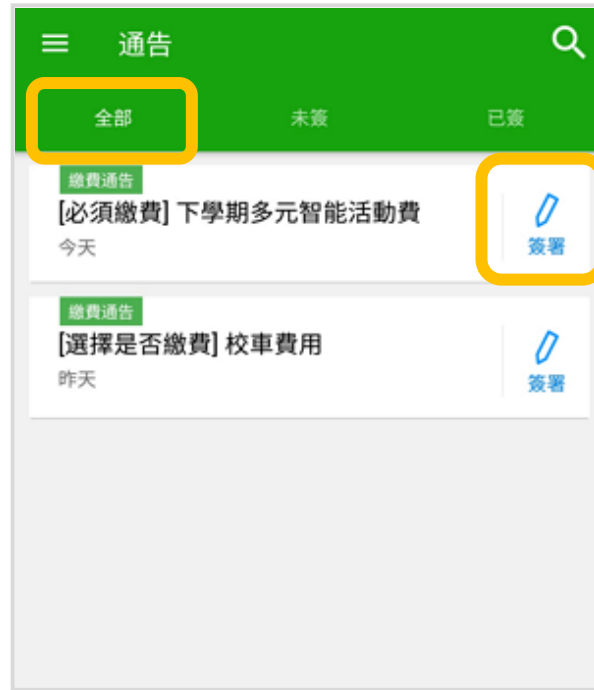 通告
全部 未簽 已簽
繳費通告
[必須繳費] 下學期多元智能活動費
今天
簽署
繳費通告
[選擇是否繳費] 校車費用
昨天
簽署